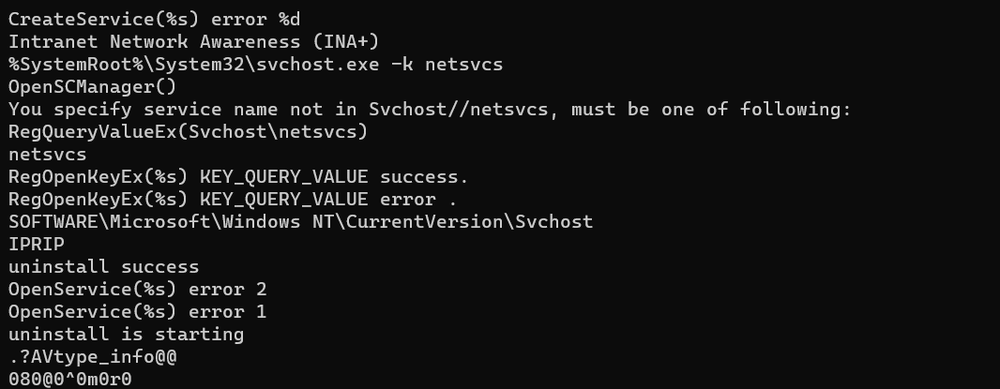 CreateService(%s) error %d
Intranet Network Awareness (INA+)
%SystemRoot%\System32\svchost.exe -k netsvcs
OpenSCManager()
You specify service name not in Svchost//netsvcs, must be one of following:
RegQueryValueEx(Svchost\netsvcs)
netsvcs
RegOpenKeyEx(%s) KEY_QUERY_VALUE success.
RegOpenKeyEx(%s) KEY_QUERY_VALUE error .
SOFTWARE\Microsoft\Windows NT\CurrentVersion\Svchost
IPRIP
uninstall success
OpenService(%s) error 2
OpenService(%s) error 1
uninstall is starting
.?AVtype_info@@
080@0^0m0r0